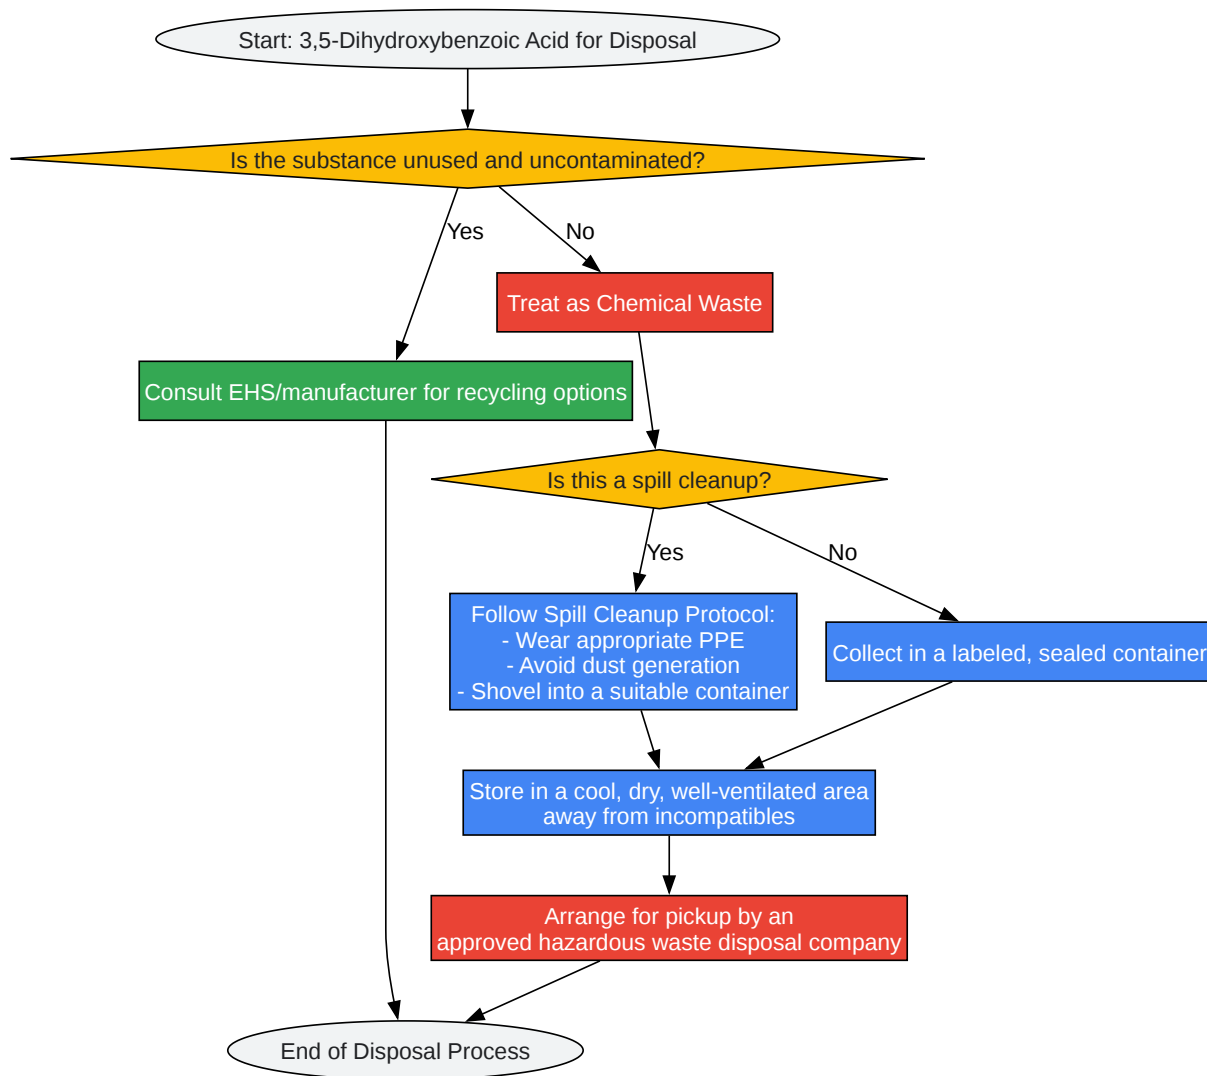 Start: 3,5-Dihydroxybenzoic Acid for Disposal
Is the substance unused and uncontaminated?
Yes
No
Treat as Chemical Waste
Consult EHS/manufacturer for recycling options
Is this a spill cleanup?
Yes
No
Follow Spill Cleanup Protocol:
- Wear appropriate PPE
- Avoid dust generation
- Shovel into a suitable container
Collect in a labeled, sealed container
Store in a cool, dry, well-ventilated area
away from incompatibles
Arrange for pickup by an
approved hazardous waste disposal company
End of Disposal Process